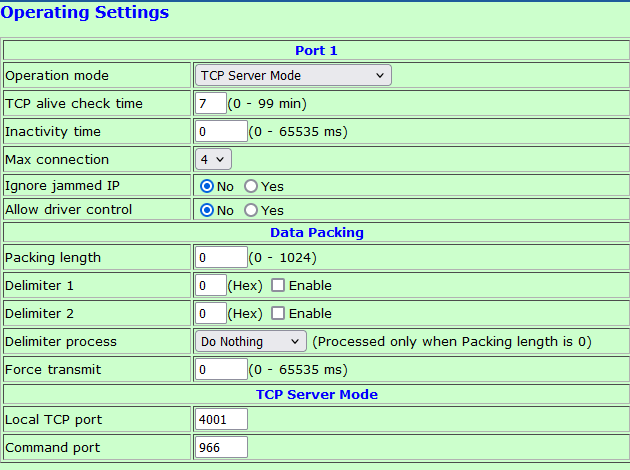 Operating Settings
Port 1
Operation mode TCP Server Mode
TCP alive check time 7 (0 - 99 min)
Inactivity time 0 (0 - 65535 ms)
Max connection 4
Ignore jammed IP No Yes
Allow driver control No Yes
Data Packing
Packing length 0 (0 - 1024)
Delimiter 1 0 (Hex) Enable
Delimiter 2 0 (Hex) Enable
Delimiter process Do Nothing (Processed only when Packing length is 0)
Force transmit 0 (0 - 65535 ms)
TCP Server Mode
Local TCP port 4001
Command port 966